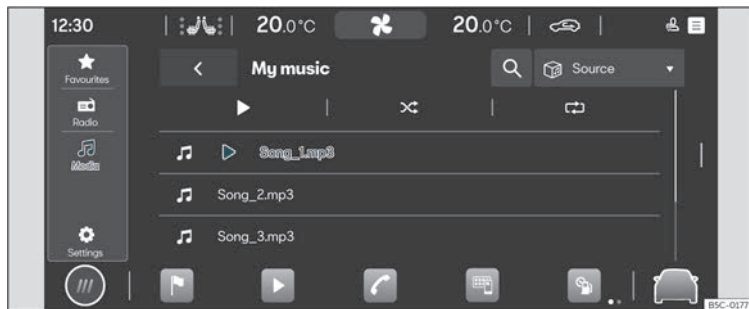 12:30
20.0°C
20.0°C
Favourites
Radio
Media
Settings
My music
Source
Song_1.mp3
Song_2.mp3
Song_3.mp3
B5C-0177